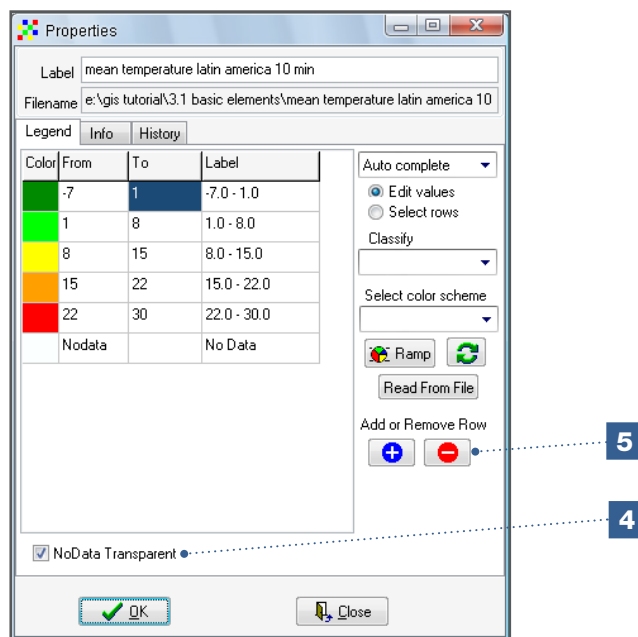 Properties
Label mean temperature latin america 10 min
Filename e:\gis tutorial\3.1 basic elements\mean temperature latin america 10
Legend Info History
Color From To Label
-7 1 -7.0 - 1.0
1 8 1.0 - 8.0
8 15 8.0 - 15.0
15 22 15.0 - 22.0
22 30 22.0 - 30.0
Nodata No Data
Auto complete
Edit values
Select rows
Classify
Select color scheme
Ramp
Read From File
Add or Remove Row
5
NoData Transparent
4
OK Close